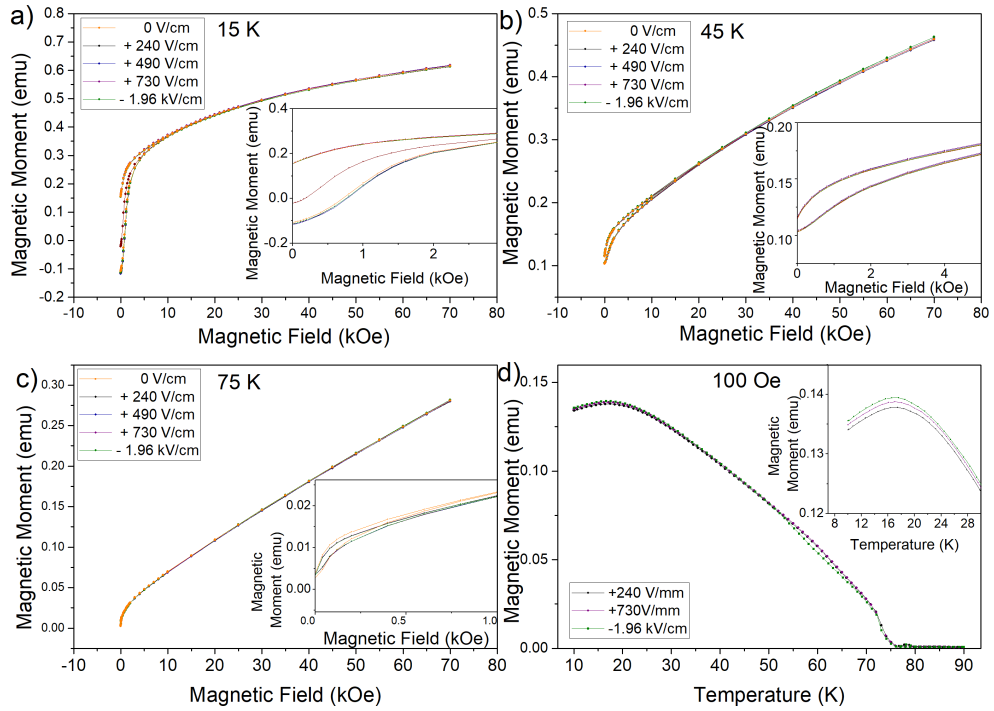 a)
15 K
0 V/cm
+ 240 V/cm
+ 490 V/cm
+ 730 V/cm
- 1.96 kV/cm
Magnetic Moment (emu)
0.8
0.7
0.6
0.5
0.4
0.3
0.2
0.1
0.0
-0.1
-0.2
-10 0 10 20 30 40 50 60 70 80
Magnetic Field (kOe)
Magnetic Moment (emu)
0.4
0.2
0.0
-0.2
0 1 2
Magnetic Field (kOe)
b)
45 K
0 V/cm
+ 240 V/cm
+ 490 V/cm
+ 730 V/cm
- 1.96 kV/cm
Magnetic Moment (emu)
0.5
0.4
0.3
0.2
0.1
-10 0 10 20 30 40 50 60 70 80
Magnetic Field (kOe)
Magnetic Moment (emu)
0.20
0.15
0.10
0 2 4
Magnetic Field (kOe)
c)
75 K
0 V/cm
+ 240 V/cm
+ 490 V/cm
+ 730 V/cm
- 1.96 kV/cm
Magnetic Moment (emu)
0.30
0.25
0.20
0.15
0.10
0.05
0.00
-10 0 10 20 30 40 50 60 70 80
Magnetic Field (kOe)
Magnetic
Moment (emu)
0.02
0.01
0.00
0.0 0.5 1.0
Magnetic Field (kOe)
d)
100 Oe
Magnetic Moment (emu)
0.15
0.10
0.05
0.00
10 20 30 40 50 60 70 80 90
Temperature (K)
+240 V/mm
+730V/mm
-1.96 kV/cm
Magnetic
Moment (emu)
0.14
0.13
0.12
8 12 16 20 24 28
Temperature (K)